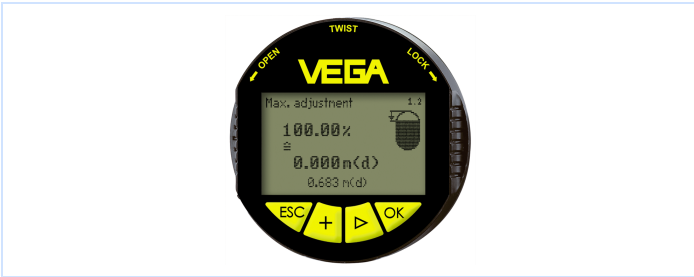 TWIST
OPEN
LOCK
VEGA
Max. adjustment 1.2
100.00%
≙
0.000m(d)
0.683 m(d)
ESC + ▷ OK